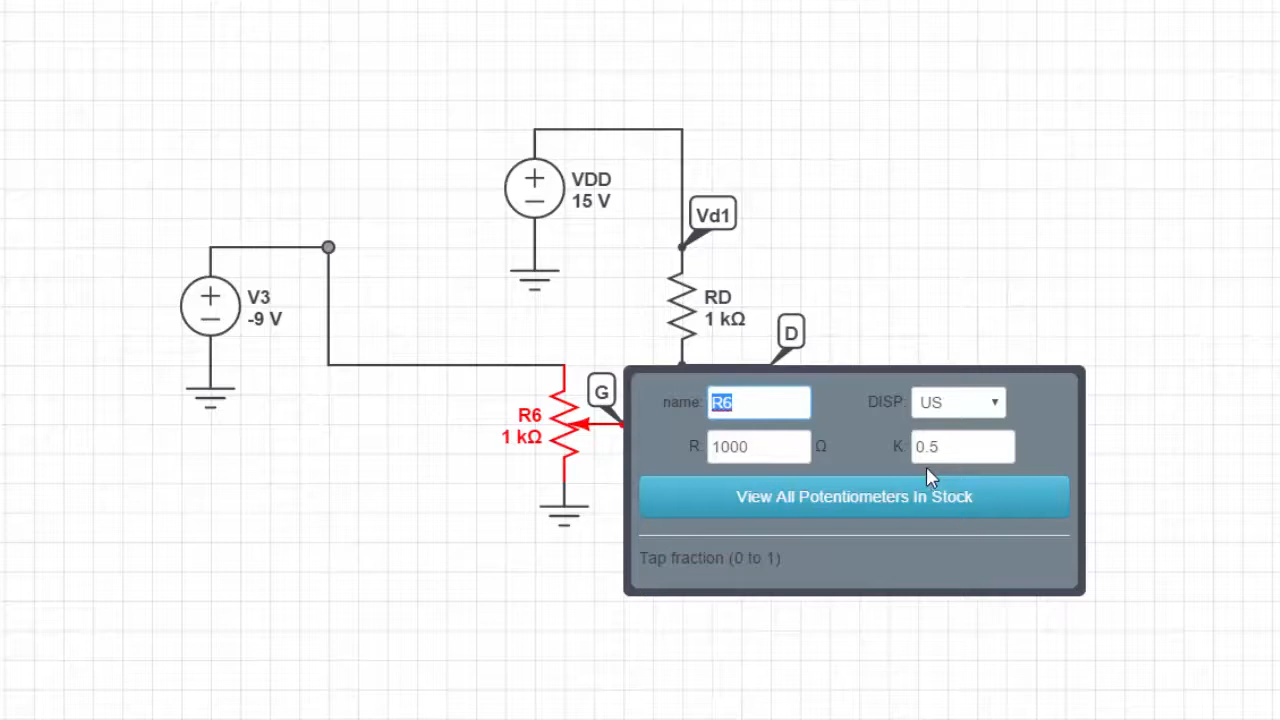 VDD
15 V
Vd1
V3
-9 V
RD
1 kΩ
D
G
R6
1 kΩ
name: R6
DISP: US
R: 1000 Ω
K: 0.5
View All Potentiometers In Stock
Tap fraction (0 to 1)